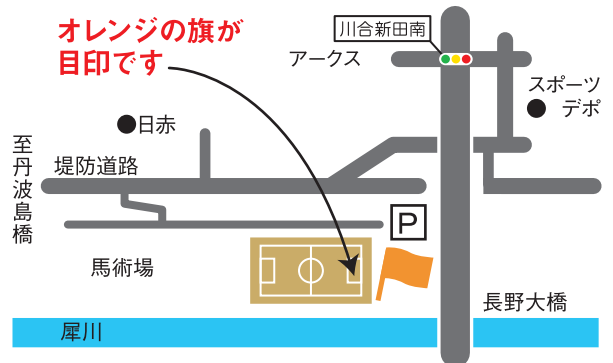 川合新田南
オレンジの旗が
目印です
アークス
スポーツ
デポ
日赤
至丹波島橋
堤防道路
P
馬術場
長野大橋
犀川